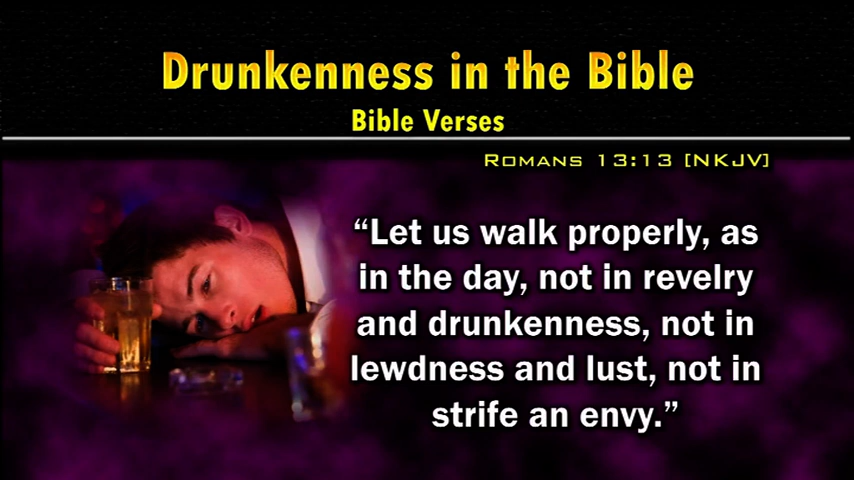 Drunkenness in the Bible
Bible Verses
Romans 13:13 [NKJV]
“Let us walk properly, as
in the day, not in revelry
and drunkenness, not in
lewdness and lust, not in
strife an envy.”